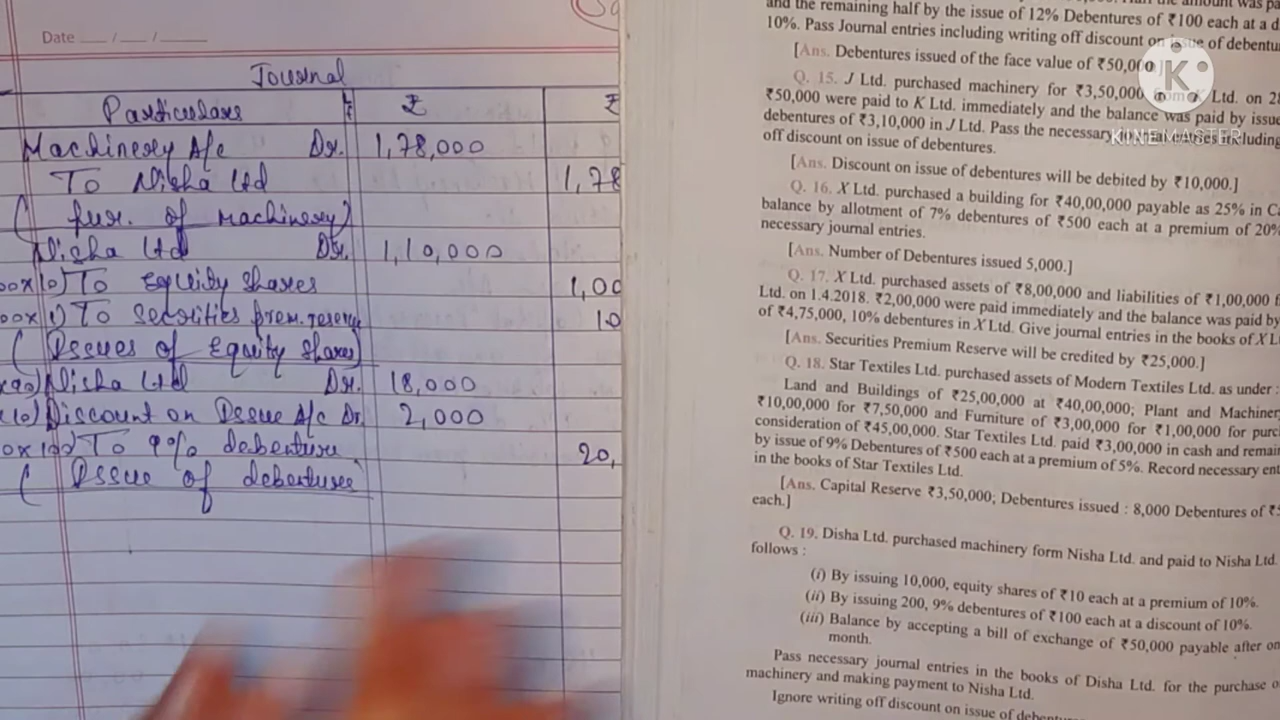 Date __/__/__
Journal
Particulars ₹ ₹
Machinery A/c Dr. 1,78,000
To Nisha Ltd 1,78
( pur. of machinery)
Nisha Ltd Dr. 1,10,000
00x10) To Equity shares 1,00
00x1) To Securities prem. reserve 10
( Issues of Equity shares)
x90) Nisha Ltd Dr. 18,000
x10) Discount on Issue A/c Dr. 2,000
0x100 To 9% debenture 20,
( Issue of debentures
and the remaining half by the issue of 12% Debentures of ₹100 each at a d
10%. Pass Journal entries including writing off discount on issue of debentu
[Ans. Debentures issued of the face value of ₹50,000
Q. 15. J Ltd. purchased machinery for ₹3,50,000 from K Ltd. on 28
₹50,000 were paid to K Ltd. immediately and the balance was paid by issue
debentures of ₹3,10,000 in J Ltd. Pass the necessary entries including
off discount on issue of debentures.
[Ans. Discount on issue of debentures will be debited by ₹10,000.]
Q. 16. X Ltd. purchased a building for ₹40,00,000 payable as 25% in Ca
balance by allotment of 7% debentures of ₹500 each at a premium of 20%
necessary journal entries.
[Ans. Number of Debentures issued 5,000.]
Q. 17. X Ltd. purchased assets of ₹8,00,000 and liabilities of ₹1,00,000 f
Ltd. on 1.4.2018. ₹2,00,000 were paid immediately and the balance was paid by
of ₹4,75,000, 10% debentures in X Ltd. Give journal entries in the books of X L
[Ans. Securities Premium Reserve will be credited by ₹25,000.]
Q. 18. Star Textiles Ltd. purchased assets of Modern Textiles Ltd. as under :
Land and Buildings of ₹25,00,000 at ₹40,00,000; Plant and Machiner
₹10,00,000 for ₹7,50,000 and Furniture of ₹3,00,000 for ₹1,00,000 for purc
consideration of ₹45,00,000. Star Textiles Ltd. paid ₹3,00,000 in cash and remai
by issue of 9% Debentures of ₹500 each at a premium of 5%. Record necessary ent
in the books of Star Textiles Ltd.
[Ans. Capital Reserve ₹3,50,000; Debentures issued : 8,000 Debentures of ₹5
each.]
Q. 19. Disha Ltd. purchased machinery form Nisha Ltd. and paid to Nisha Ltd.
follows :
(i) By issuing 10,000, equity shares of ₹10 each at a premium of 10%.
(ii) By issuing 200, 9% debentures of ₹100 each at a discount of 10%.
(iii) Balance by accepting a bill of exchange of ₹50,000 payable after on
month.
Pass necessary journal entries in the books of Disha Ltd. for the purchase o
machinery and making payment to Nisha Ltd.
Ignore writing off discount on issue of debentur
K
KINEMASTER